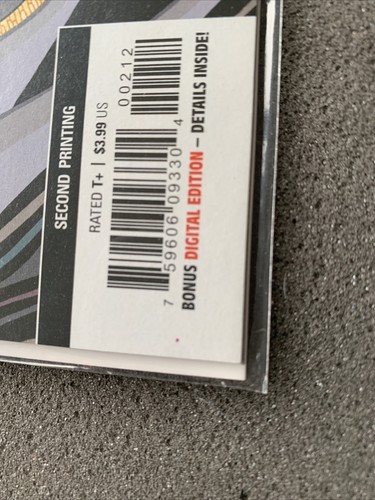 SECOND PRINTING
RATED T+ | $3.99 US
00212
7 59606 09330 4
BONUS DIGITAL EDITION – DETAILS INSIDE!